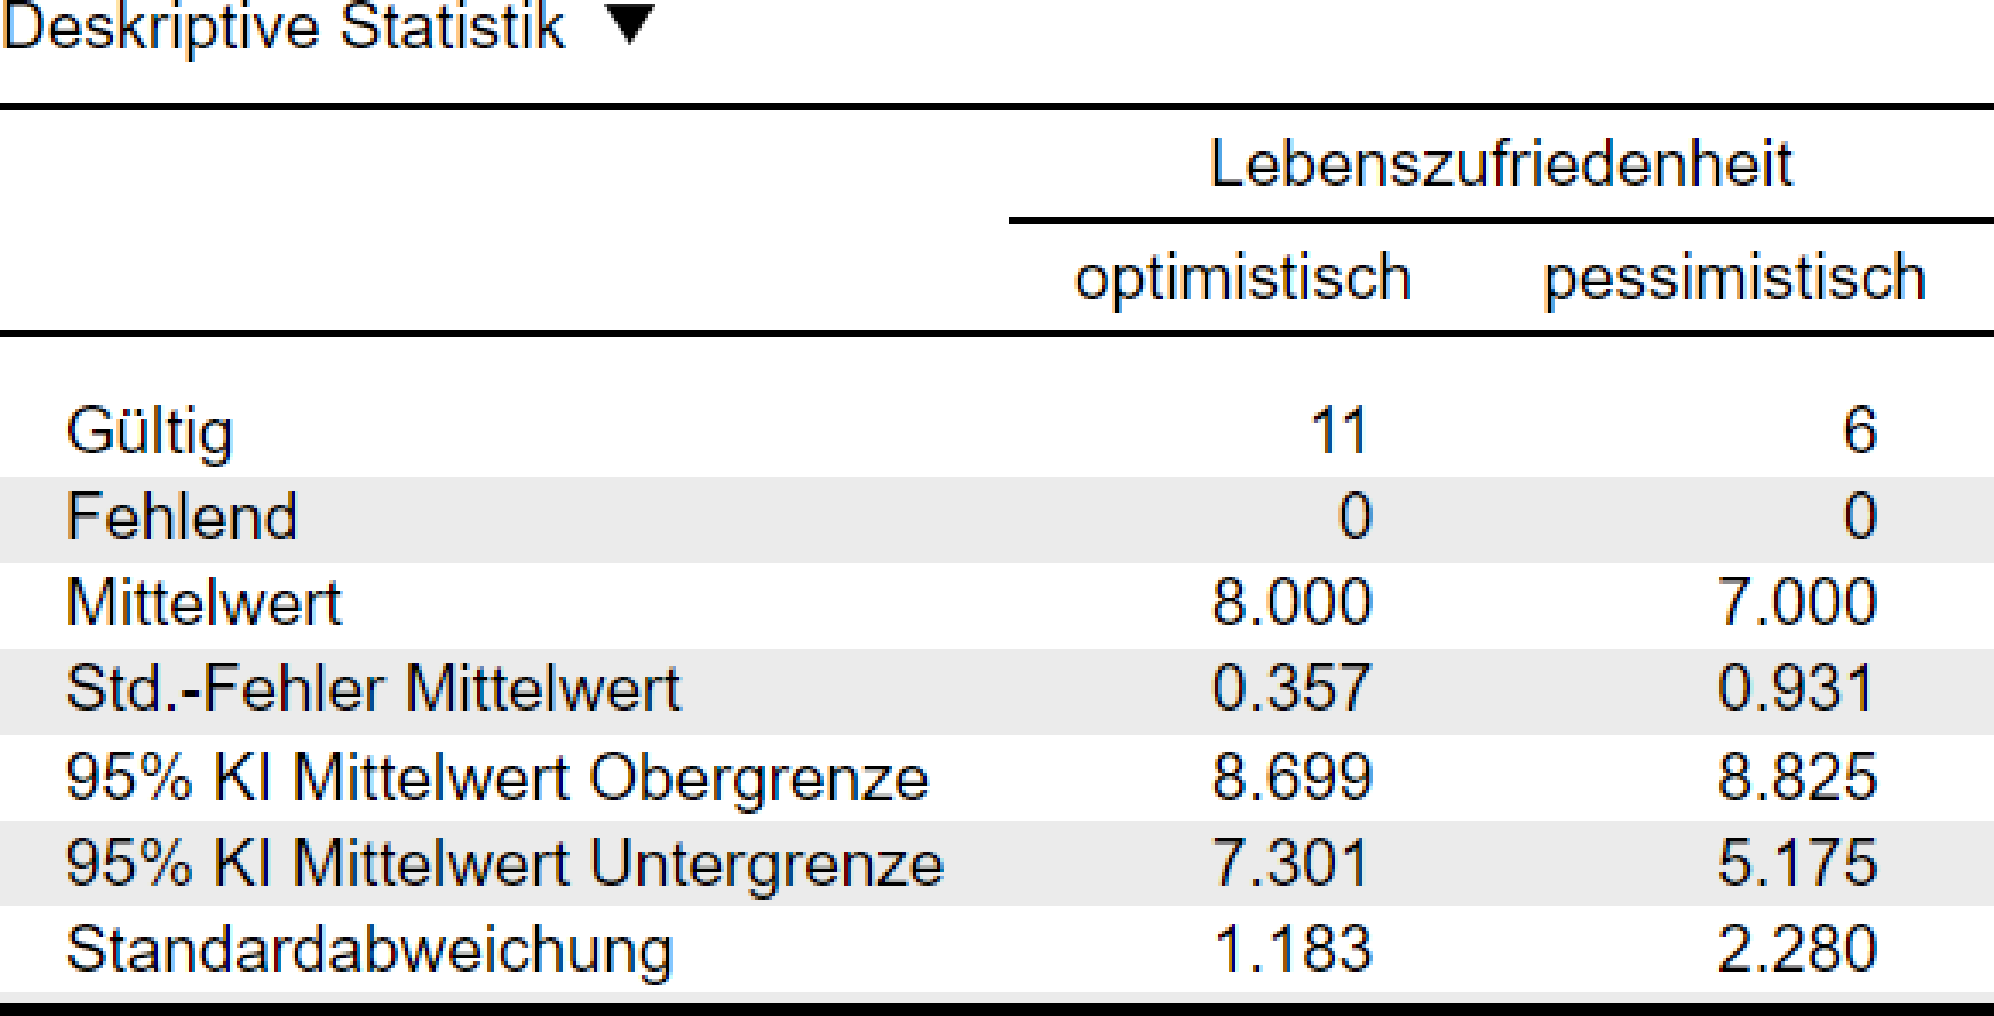 Deskriptive Statistik ▼
Lebenszufriedenheit
optimistisch pessimistisch
Gültig 11 6
Fehlend 0 0
Mittelwert 8.000 7.000
Std.-Fehler Mittelwert 0.357 0.931
95% KI Mittelwert Obergrenze 8.699 8.825
95% KI Mittelwert Untergrenze 7.301 5.175
Standardabweichung 1.183 2.280